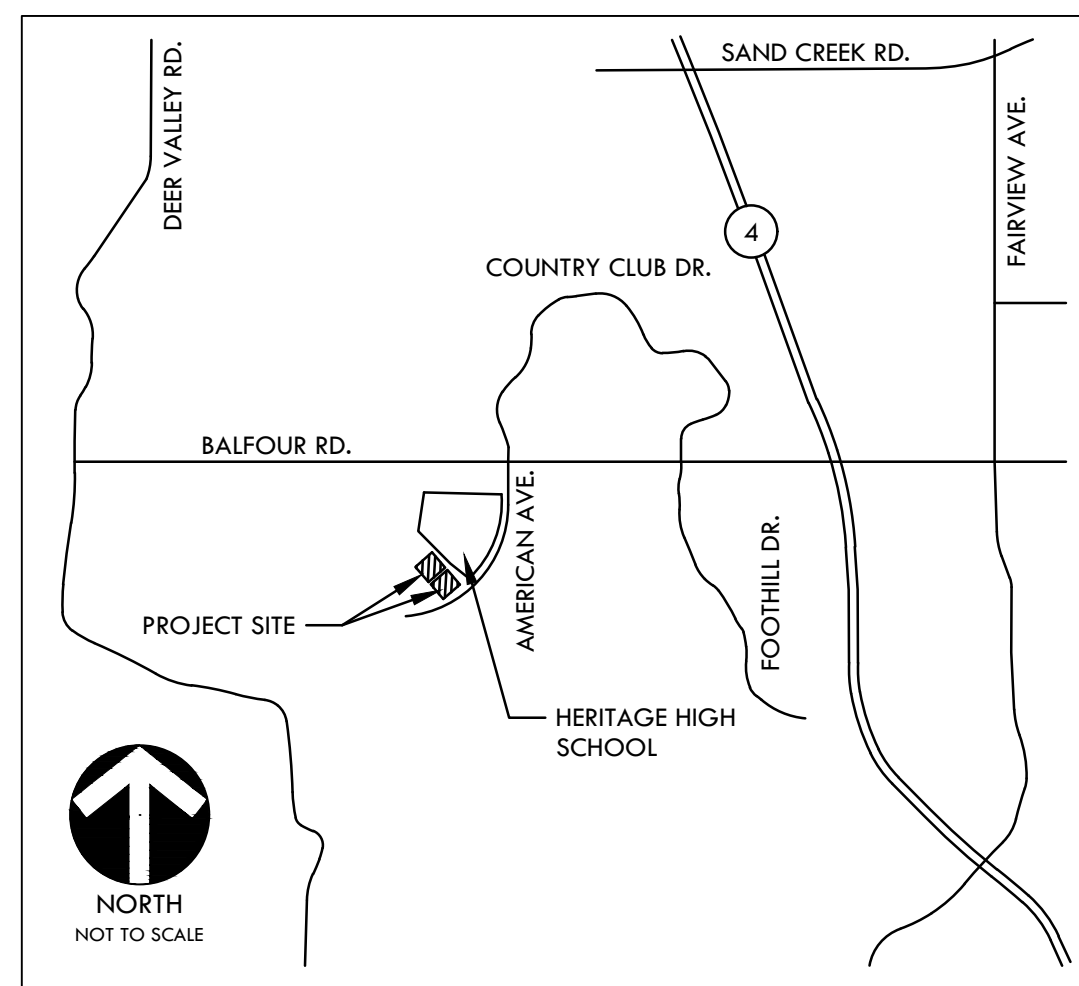 SAND CREEK RD.
DEER VALLEY RD.
FAIRVIEW AVE.
4
COUNTRY CLUB DR.
BALFOUR RD.
AMERICAN AVE.
FOOTHILL DR.
PROJECT SITE
HERITAGE HIGH
SCHOOL
NORTH
NOT TO SCALE